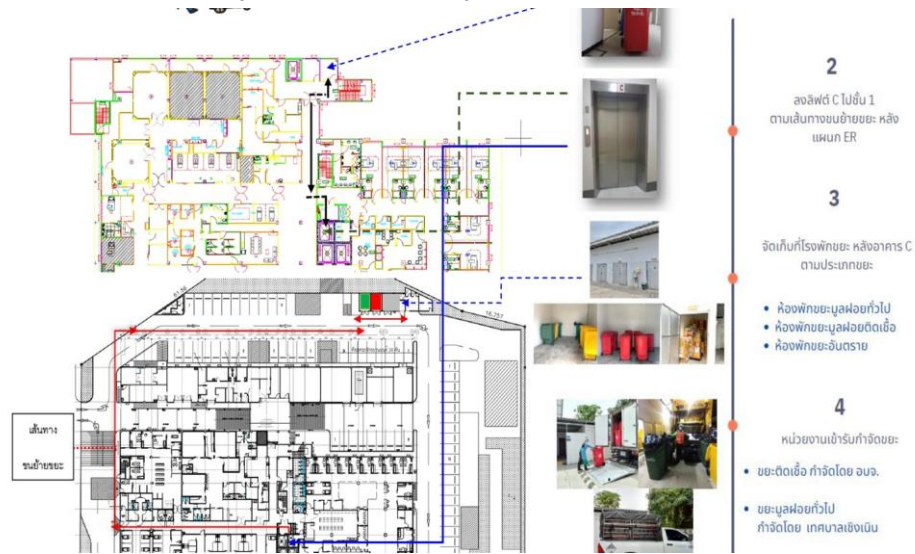 2
ลงลิฟต์ C ไปชั้น 1
ตามเส้นทางขนย้ายขยะ หลัง
แผนก ER
3
จัดเก็บที่โรงพักขยะ หลังอาคาร C
ตามประเภทขยะ
• ห้องพักขยะมูลฝอยทั่วไป
• ห้องพักขยะมูลฝอยติดเชื้อ
• ห้องพักขยะอันตราย
4
หน่วยงานเข้ารับกำจัดขยะ
• ขยะติดเชื้อ กำจัดโดย อบจ.
• ขยะมูลฝอยทั่วไป
กำจัดโดย เทศบาลเชิงเนิน
เส้นทาง
ขนย้ายขยะ